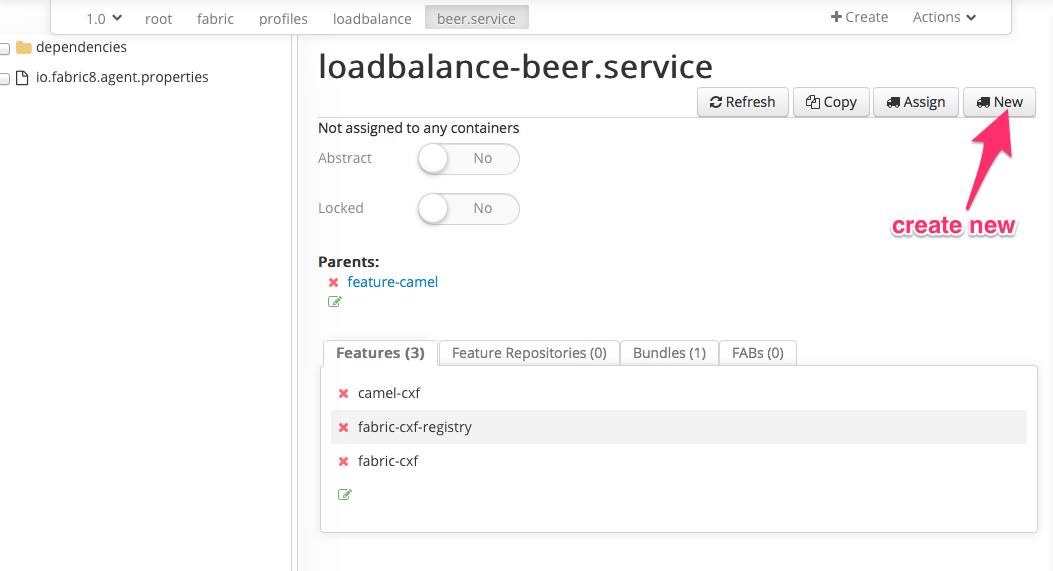 1.0 root fabric profiles loadbalance beer.service Create Actions
dependencies
io.fabric8.agent.properties
loadbalance-beer.service
Refresh Copy Assign New
Not assigned to any containers
Abstract No
Locked No
create new
Parents:
feature-camel
Features (3) Feature Repositories (0) Bundles (1) FABs (0)
camel-cxf
fabric-cxf-registry
fabric-cxf